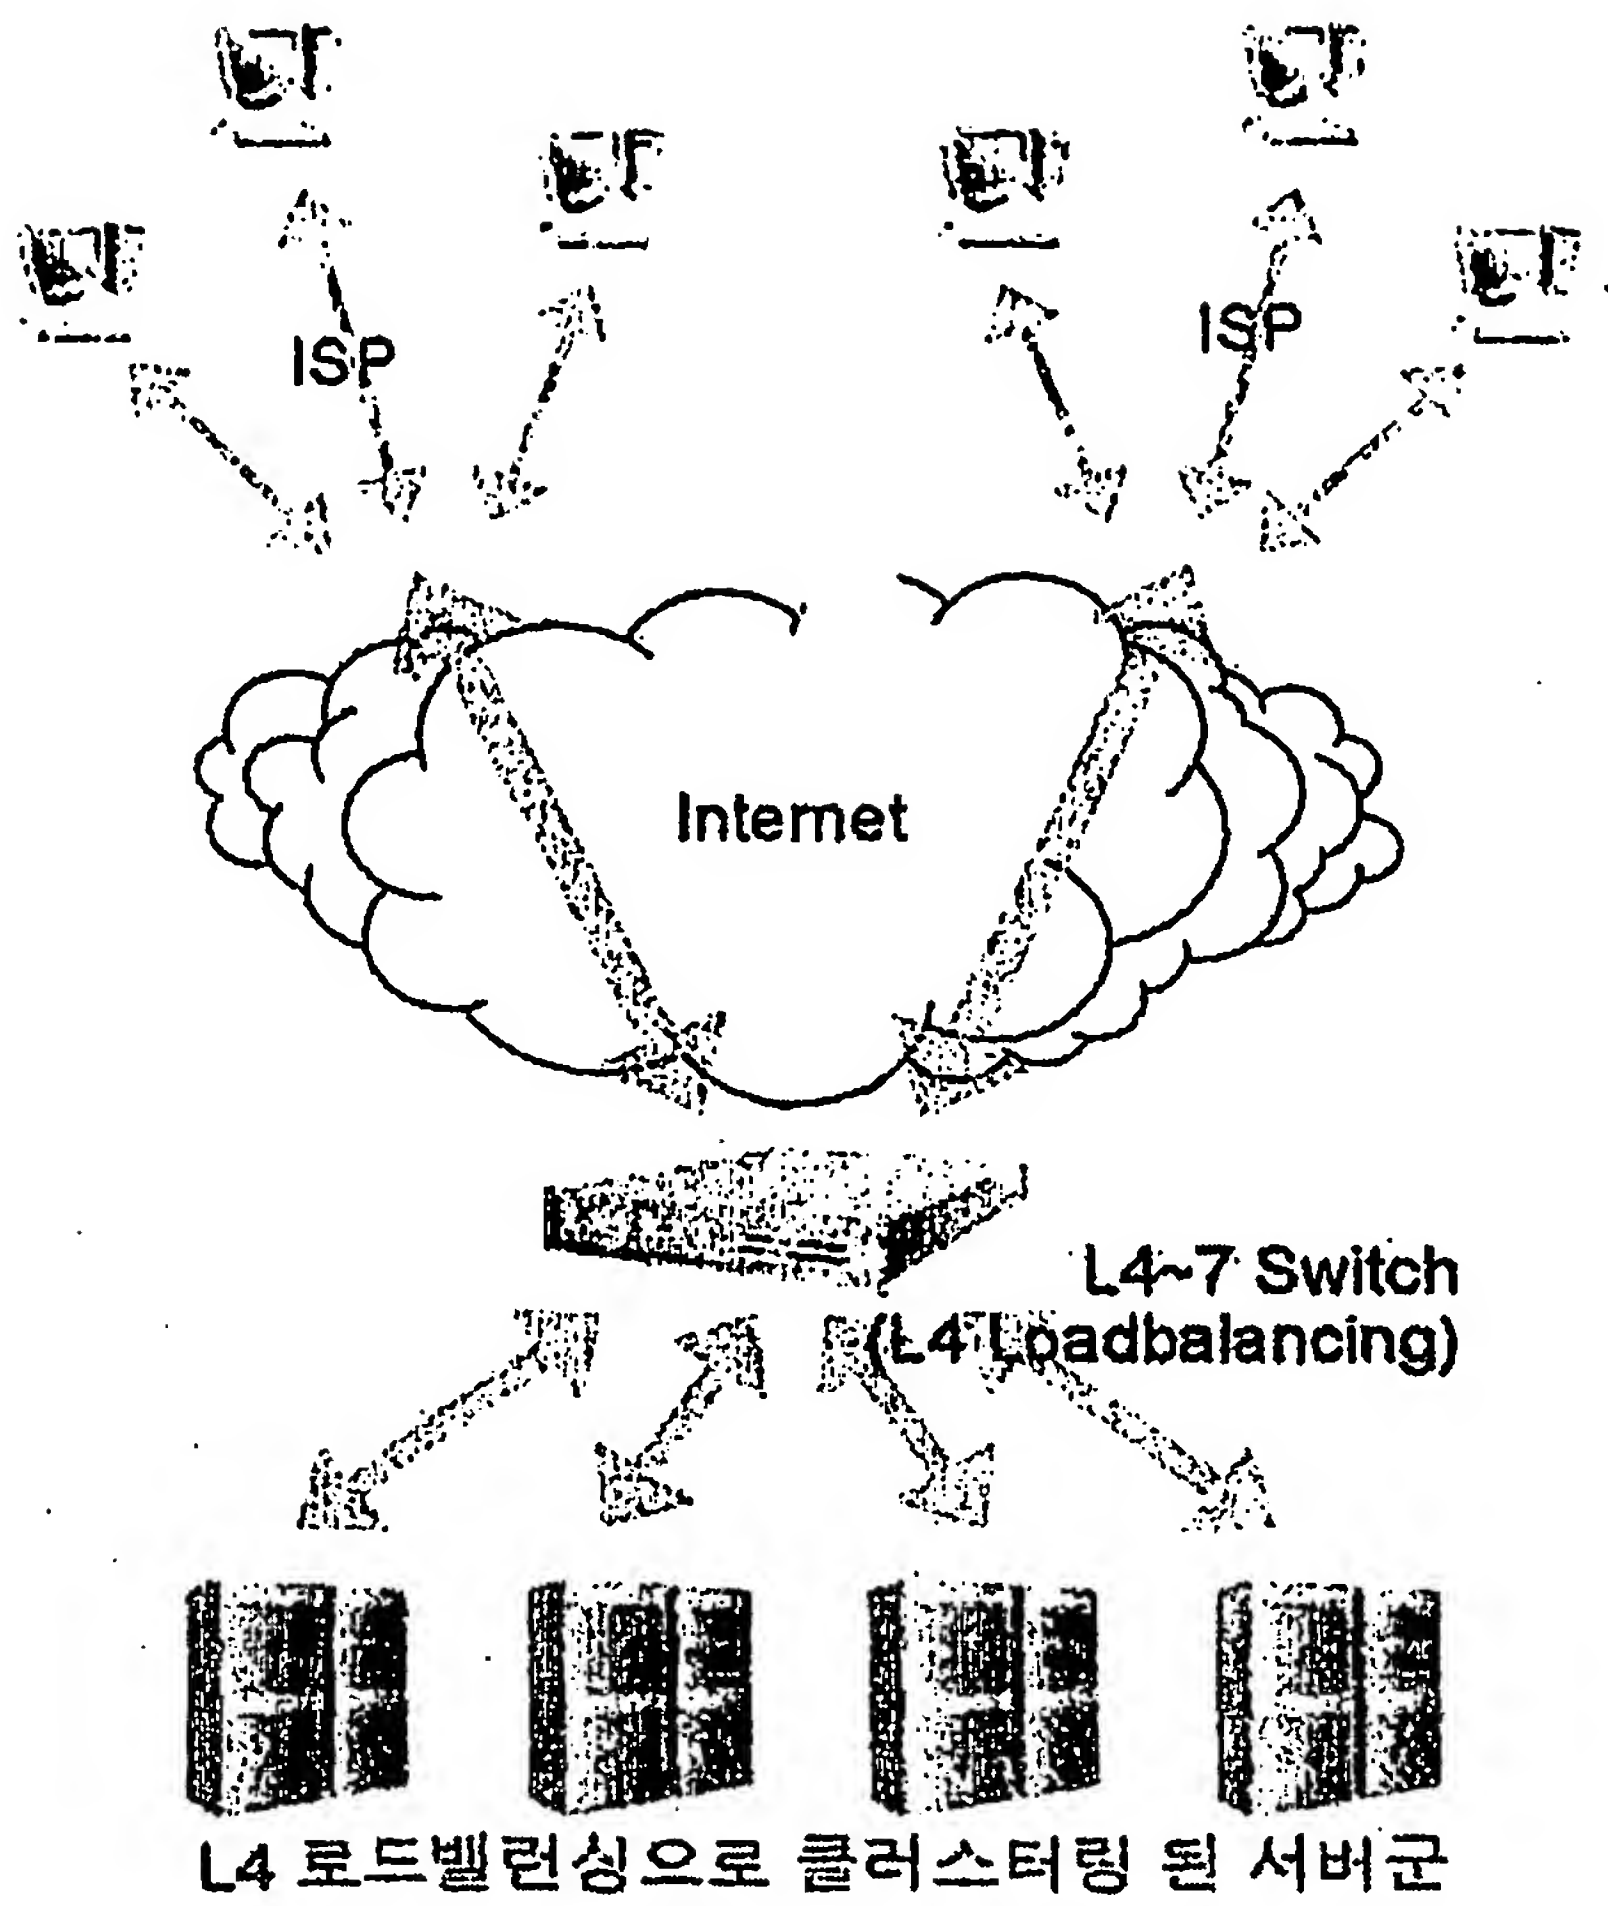 ISP
ISP
Internet
L4~7 Switch
(L4 Loadbalancing)
L4 로드밸런싱으로 클러스터링 된 서버군